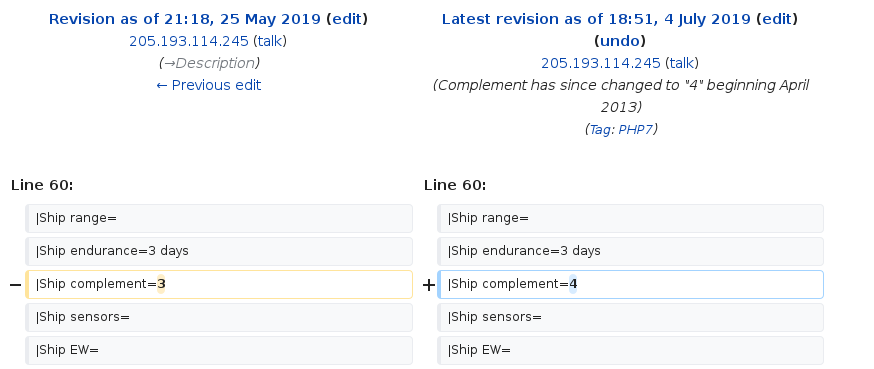 Revision as of 21:18, 25 May 2019 (edit)
205.193.114.245 (talk)
(→Description)
← Previous edit
Latest revision as of 18:51, 4 July 2019 (edit)
(undo)
205.193.114.245 (talk)
(Complement has since changed to "4" beginning April
2013)
(Tag: PHP7)
Line 60:
|Ship range=
|Ship endurance=3 days
− |Ship complement=3
|Ship sensors=
|Ship EW=
Line 60:
|Ship range=
|Ship endurance=3 days
+ |Ship complement=4
|Ship sensors=
|Ship EW=